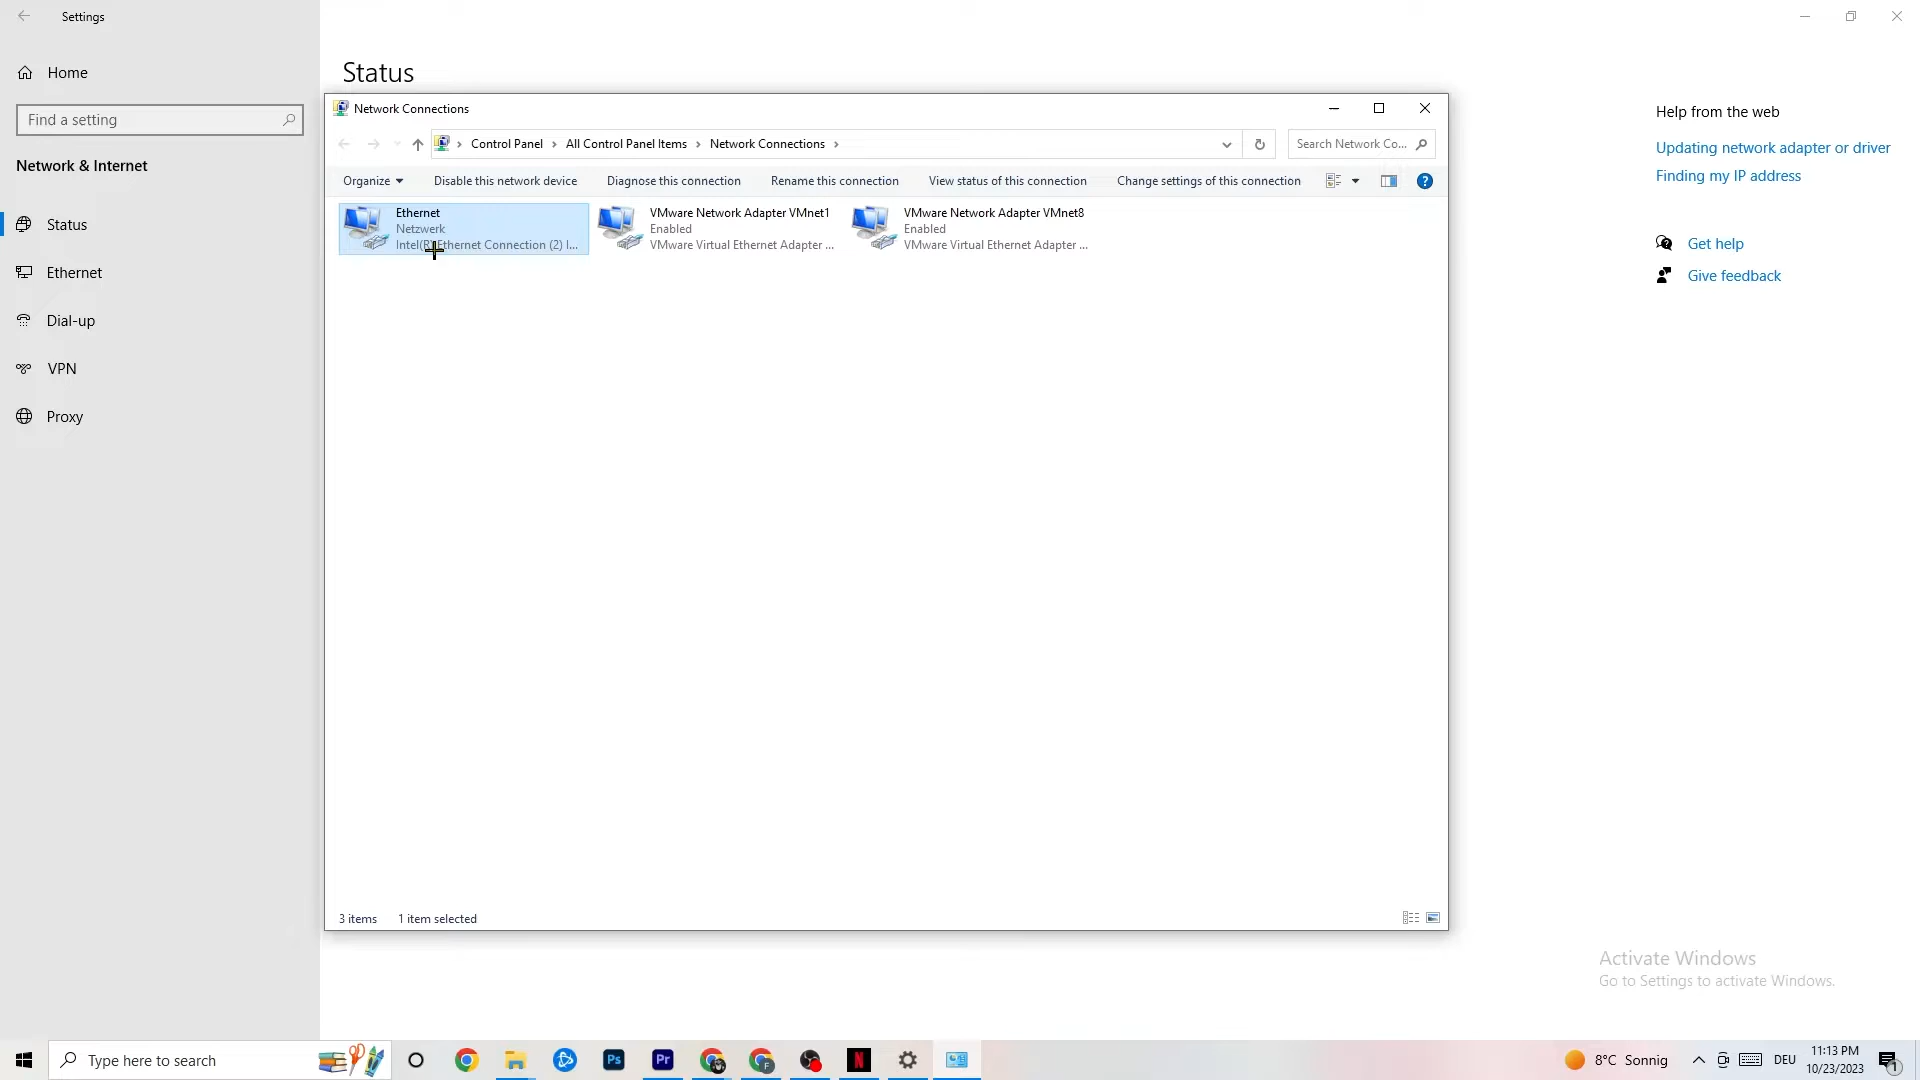 Settings
Home
Find a setting
Network & Internet
Status
Ethernet
Dial-up
VPN
Proxy
Status
Network Connections
Control Panel > All Control Panel Items > Network Connections >
Search Network Co...
Organize
Disable this network device
Diagnose this connection
Rename this connection
View status of this connection
Change settings of this connection
Ethernet
Netzwerk
Intel(R) Ethernet Connection (2) I...
VMware Network Adapter VMnet1
Enabled
VMware Virtual Ethernet Adapter ...
VMware Network Adapter VMnet8
Enabled
VMware Virtual Ethernet Adapter ...
3 items
1 item selected
Help from the web
Updating network adapter or driver
Finding my IP address
Get help
Give feedback
Activate Windows
Go to Settings to activate Windows.
Type here to search
Ps
Pr
F
N
8°C Sonnig
DEU
11:13 PM
10/23/2023
1